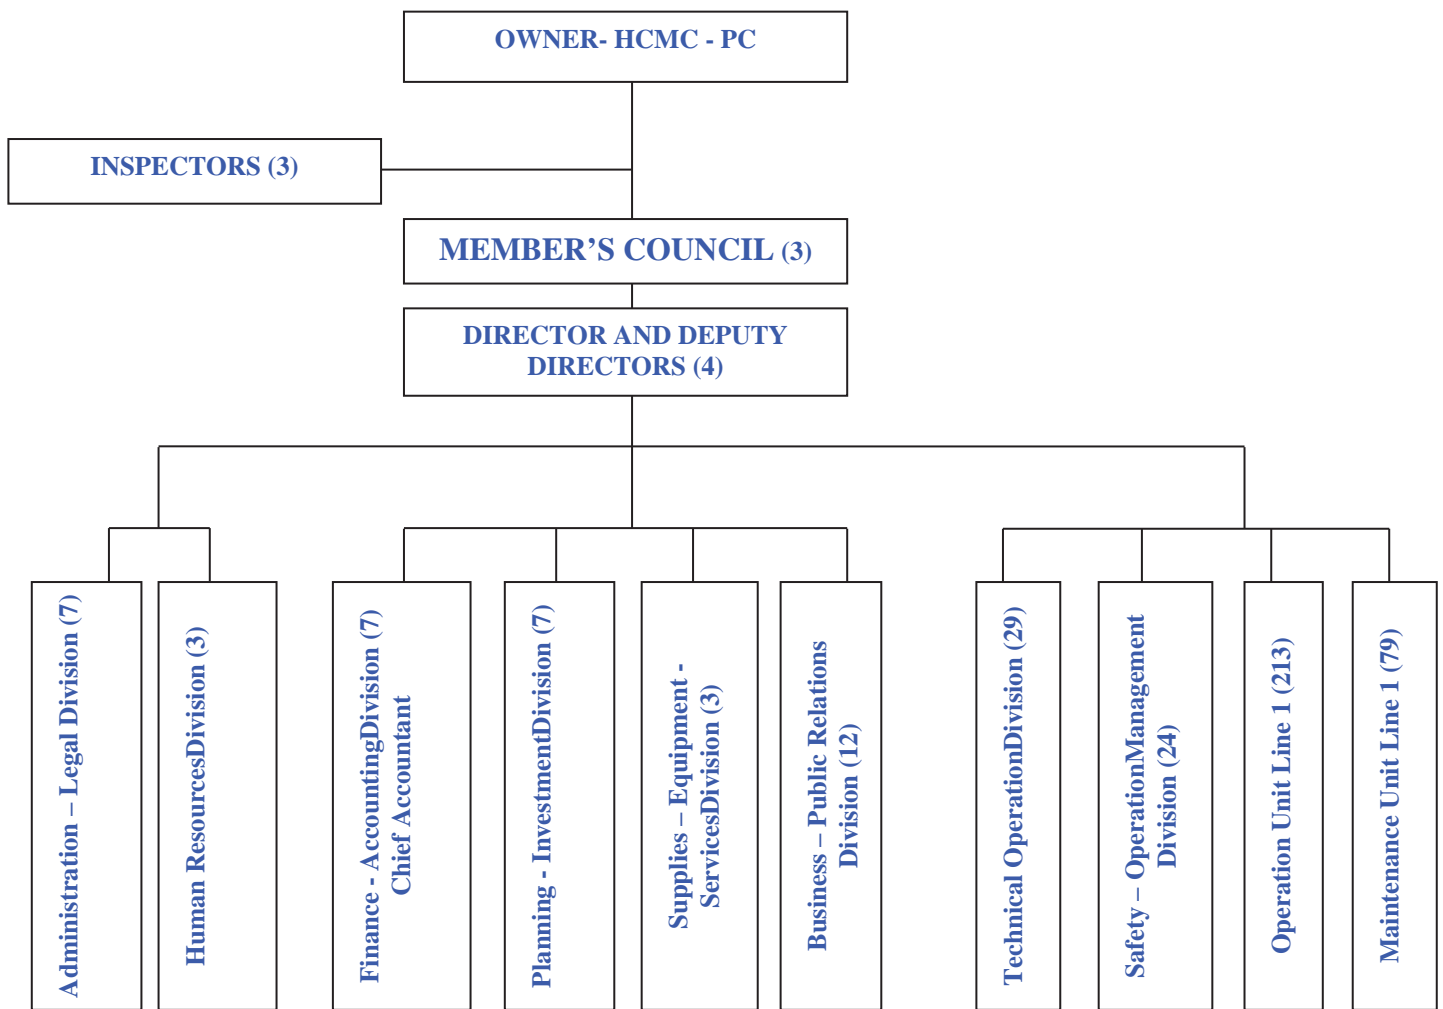 OWNER- HCMC - PC
INSPECTORS (3)
MEMBER’S COUNCIL (3)
DIRECTOR AND DEPUTY
DIRECTORS (4)
Administration – Legal Division (7)
Human ResourcesDivision (3)
Finance - AccountingDivision (7)
Chief Accountant
Planning - InvestmentDivision (7)
Supplies – Equipment -
ServicesDivision (3)
Business – Public Relations
Division (12)
Technical OperationDivision (29)
Safety – OperationManagement
Division (24)
Operation Unit Line 1 (213)
Maintenance Unit Line 1 (79)